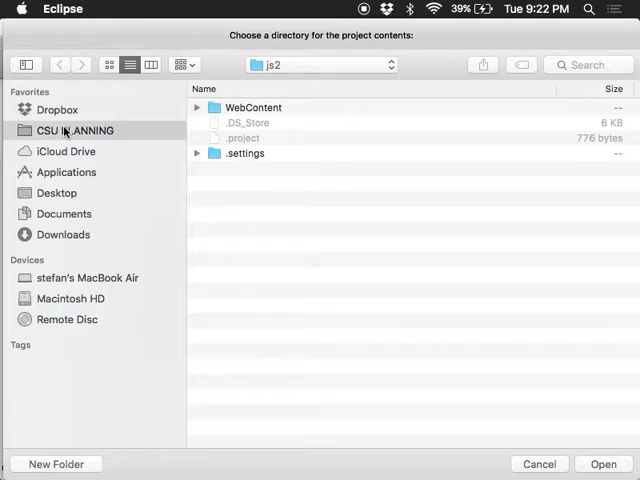 Eclipse 39% Tue 9:22 PM
Choose a directory for the project contents:
js2 Search
Favorites
Dropbox
CSU ANNING
iCloud Drive
Applications
Desktop
Documents
Downloads
Devices
stefan's MacBook Air
Macintosh HD
Remote Disc
Tags
Name Size
WebContent --
.DS_Store 6 KB
.project 776 bytes
.settings --
New Folder Cancel Open